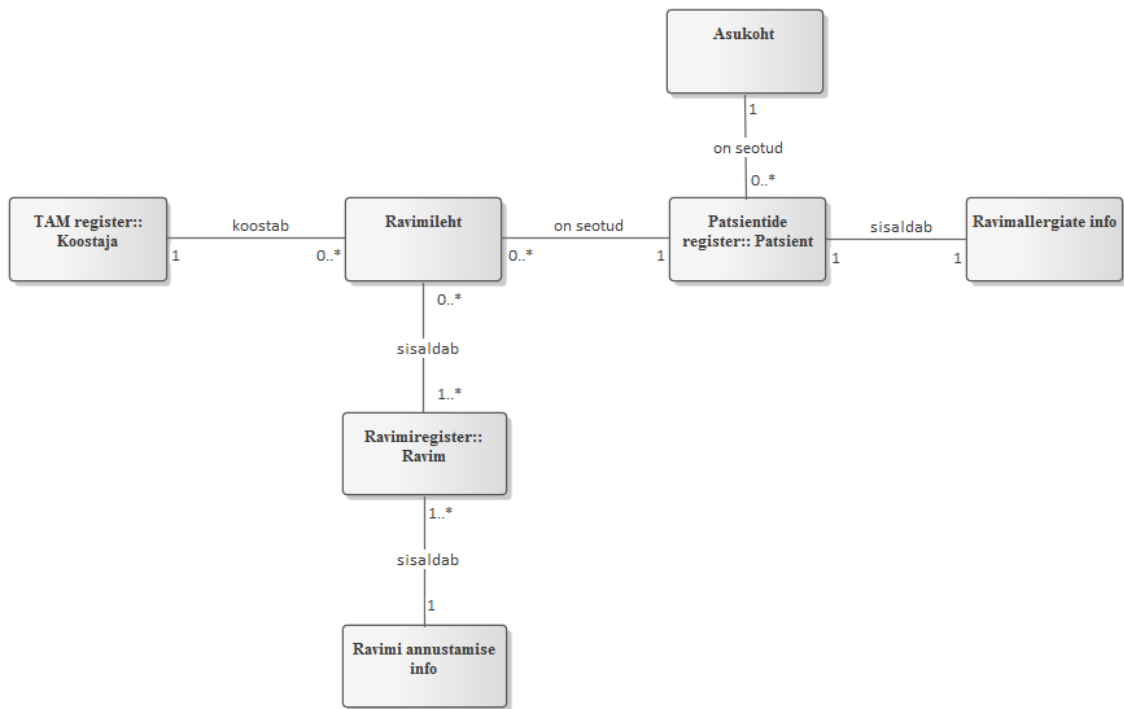 Asukoht
1
on seotud
0..*
TAM register::
Koostaja
koostab
1
0..*
Ravimileht
on seotud
0..*
1
Patsientide
register:: Patsient
sisaldab
1
1
Ravimallergiate info
0..*
sisaldab
1..*
Ravimiregister::
Ravim
1..*
sisaldab
1
Ravimi annustamise
info